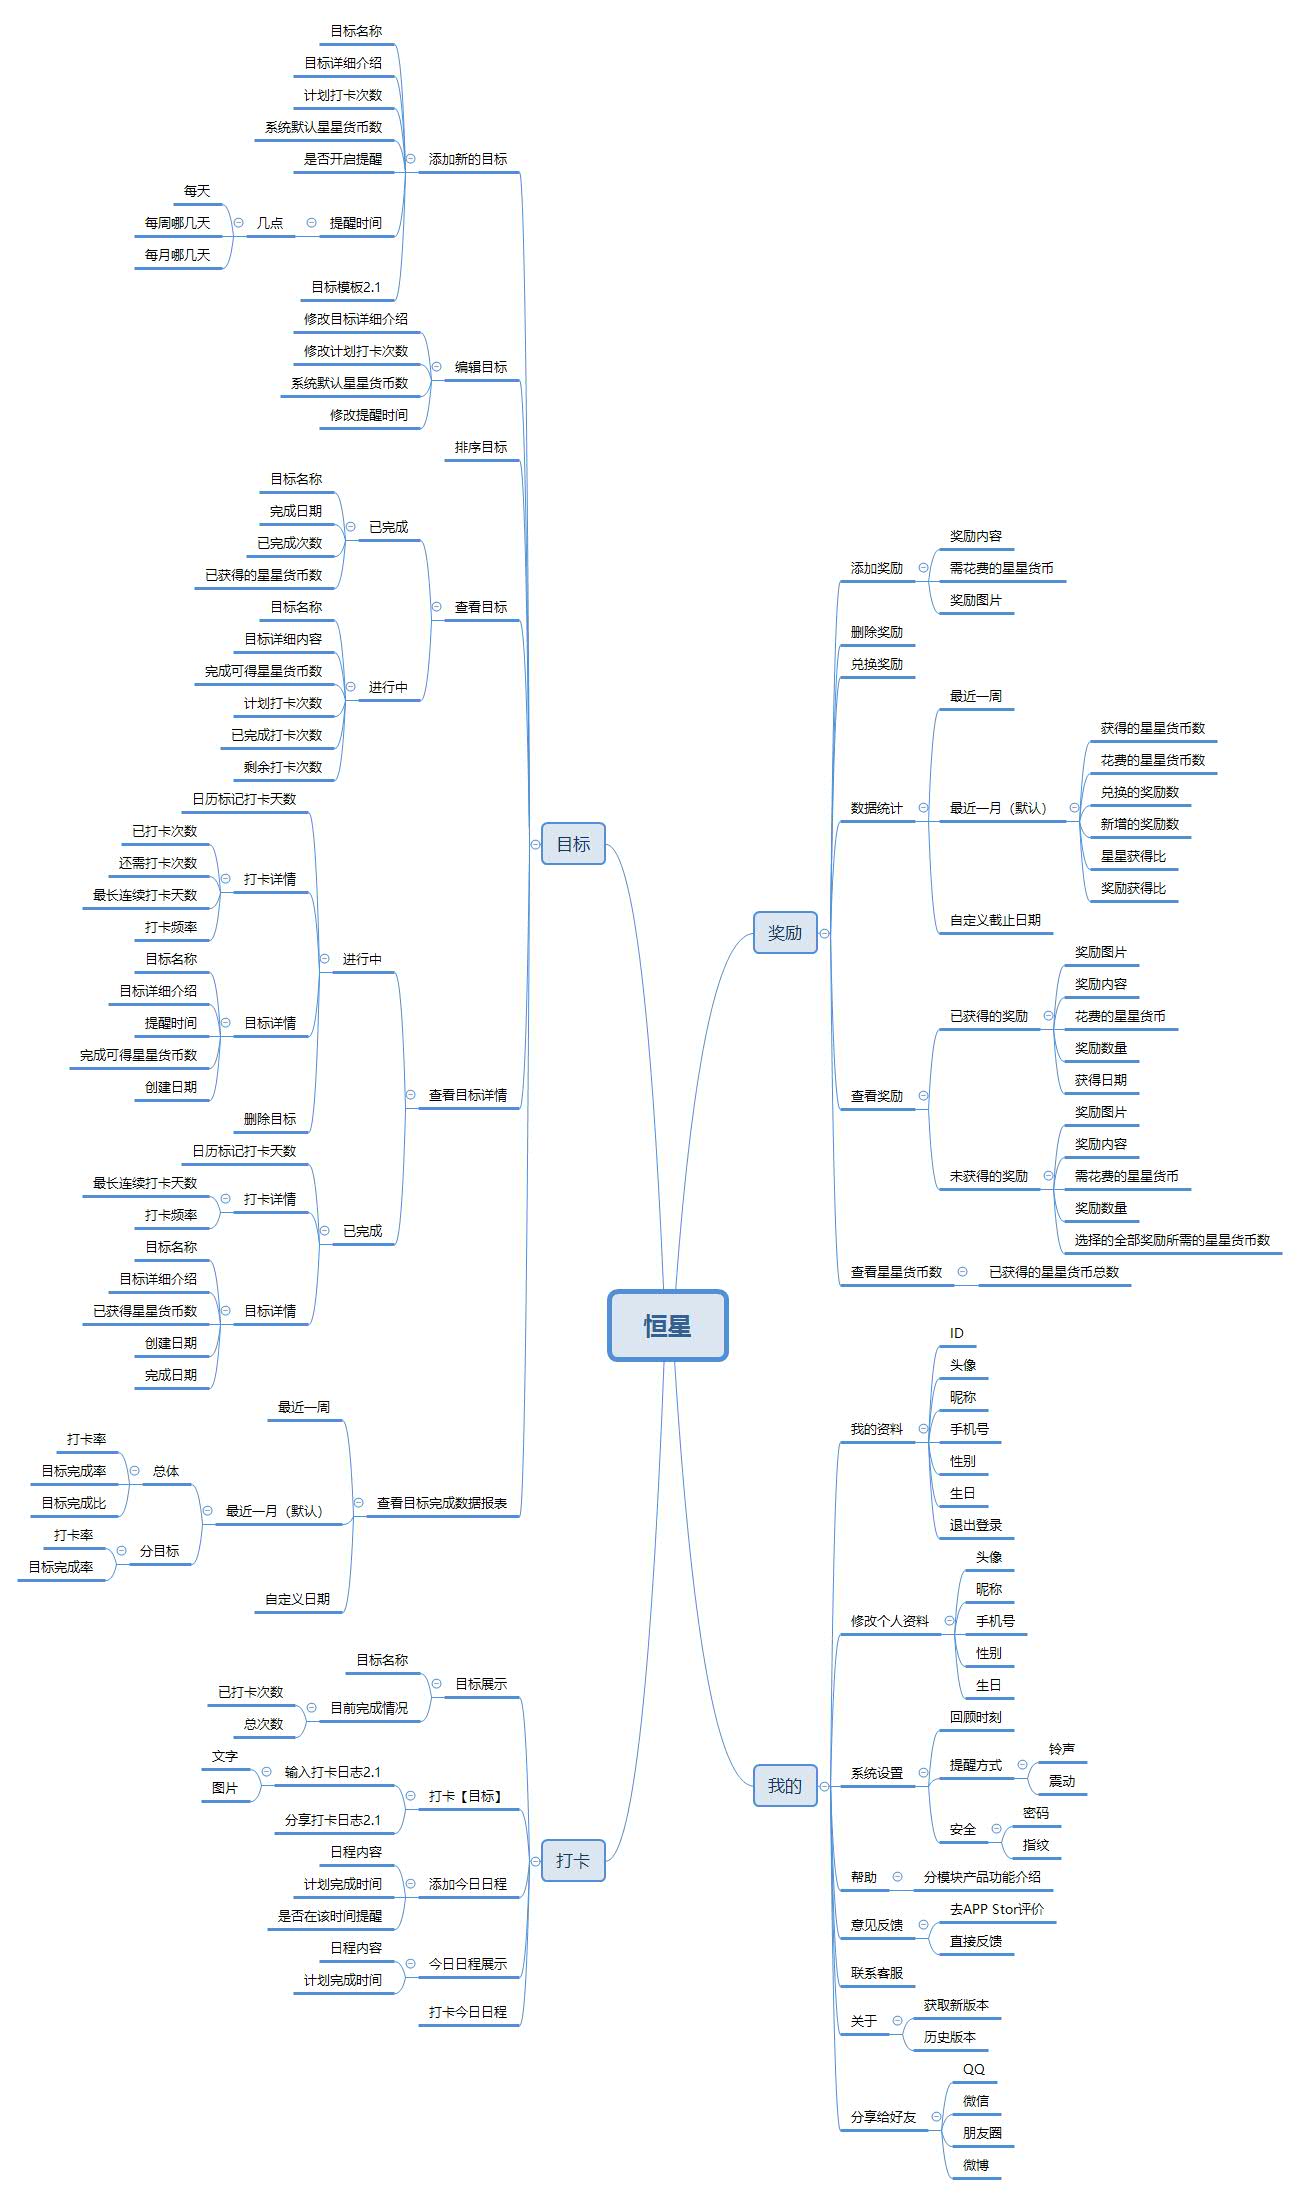 恒星
目标
添加新的目标
目标名称
目标详细介绍
计划打卡次数
系统默认星星货币数
是否开启提醒
提醒时间
几点
每天
每周哪几天
每月哪几天
目标模板2.1
编辑目标
修改目标详细介绍
修改计划打卡次数
系统默认星星货币数
修改提醒时间
排序目标
查看目标
已完成
目标名称
完成日期
已完成次数
已获得的星星货币数
进行中
目标名称
目标详细内容
完成可得星星货币数
计划打卡次数
已完成打卡次数
剩余打卡次数
查看目标详情
进行中
日历标记打卡天数
打卡详情
已打卡次数
还需打卡次数
最长连续打卡天数
打卡频率
目标详情
目标名称
目标详细介绍
提醒时间
完成可得星星货币数
创建日期
删除目标
已完成
日历标记打卡天数
打卡详情
最长连续打卡天数
打卡频率
目标详情
目标名称
目标详细介绍
已获得星星货币数
创建日期
完成日期
查看目标完成数据报表
最近一周
最近一月（默认）
总体
打卡率
目标完成率
目标完成比
分目标
打卡率
目标完成率
自定义日期
打卡
目标展示
目标名称
目前完成情况
已打卡次数
总次数
打卡【目标】
输入打卡日志2.1
文字
图片
分享打卡日志2.1
添加今日日程
日程内容
计划完成时间
是否在该时间提醒
今日日程展示
日程内容
计划完成时间
打卡今日日程
奖励
添加奖励
奖励内容
需花费的星星货币
奖励图片
删除奖励
兑换奖励
数据统计
最近一周
最近一月（默认）
获得的星星货币数
花费的星星货币数
兑换的奖励数
新增的奖励数
星星获得比
奖励获得比
自定义截止日期
查看奖励
已获得的奖励
奖励图片
奖励内容
花费的星星货币
奖励数量
获得日期
未获得的奖励
奖励图片
奖励内容
需花费的星星货币
奖励数量
选择的全部奖励所需的星星货币数
查看星星货币数
已获得的星星货币总数
我的
我的资料
ID
头像
昵称
手机号
性别
生日
退出登录
修改个人资料
头像
昵称
手机号
性别
生日
系统设置
回顾时刻
提醒方式
铃声
震动
安全
密码
指纹
帮助
分模块产品功能介绍
意见反馈
去APP Stor评价
直接反馈
联系客服
关于
获取新版本
历史版本
分享给好友
QQ
微信
朋友圈
微博